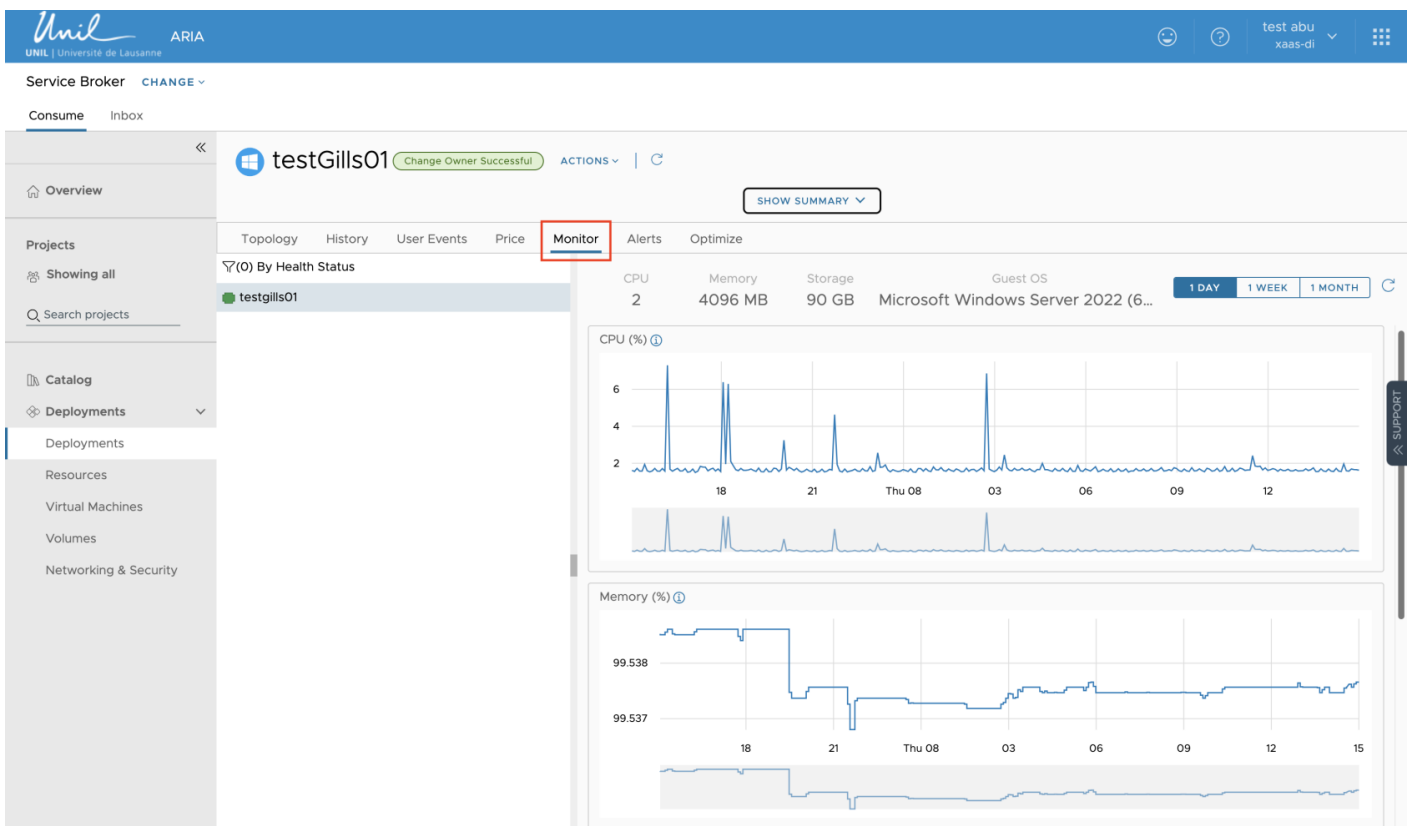 Unil
UNIL | Université de Lausanne
ARIA
test abu
xaas-di
Service Broker CHANGE
Consume Inbox
Overview
Projects
Showing all
Search projects
Catalog
Deployments
Deployments
Resources
Virtual Machines
Volumes
Networking & Security
testGills01 Change Owner Successful ACTIONS
SHOW SUMMARY
Topology History User Events Price Monitor Alerts Optimize
(0) By Health Status
testgills01
CPU Memory Storage Guest OS
2 4096 MB 90 GB Microsoft Windows Server 2022 (6...
1 DAY 1 WEEK 1 MONTH
CPU (%)
6
4
2
18 21 Thu 08 03 06 09 12
Memory (%)
99.538
99.537
18 21 Thu 08 03 06 09 12 15
SUPPORT